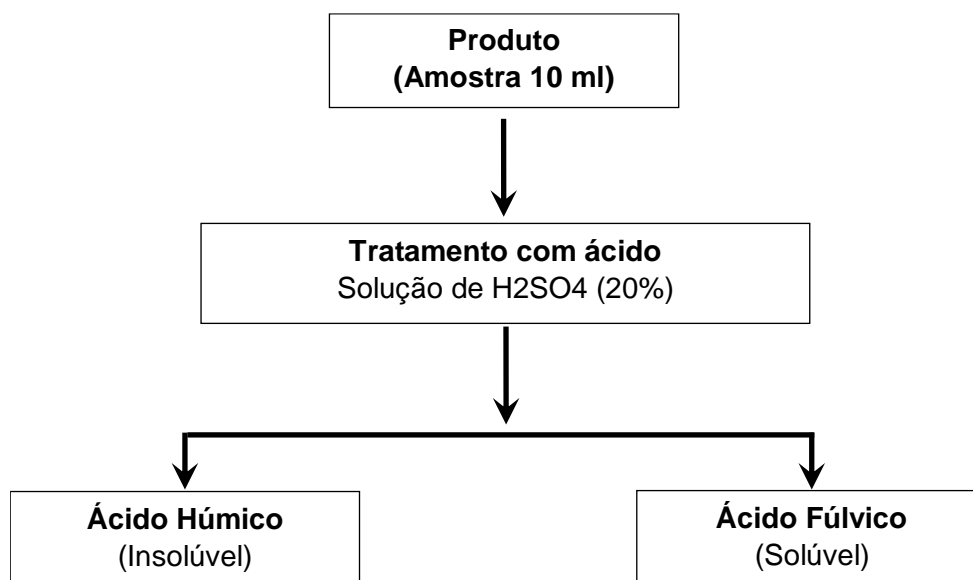 Produto
(Amostra 10 ml)
Tratamento com ácido
Solução de H2SO4 (20%)
Ácido Húmico
(Insolúvel)
Ácido Fúlvico
(Solúvel)